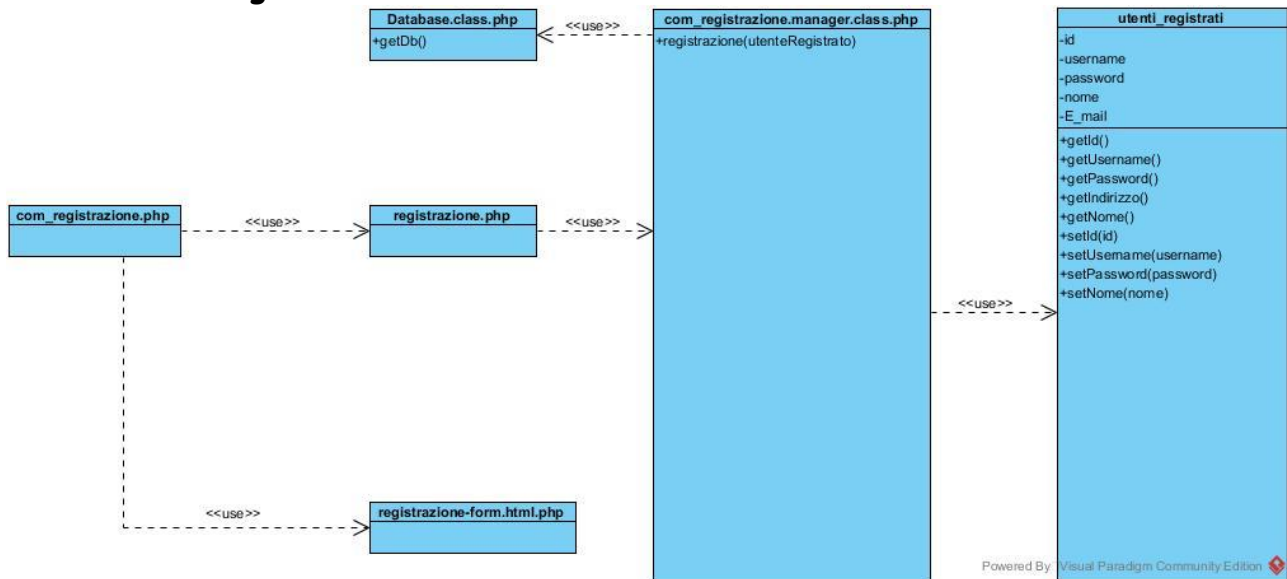 Database.class.php
+getDb()
<<use>>
com_registrazione.manager.class.php
+registrazione(utenteRegistrato)
utenti_registrati
-id
-username
-password
-nome
-E_mail
+getId()
+getUsername()
+getPassword()
+getIndirizzo()
+getNome()
+setId(id)
+setUsername(username)
+setPassword(password)
+setNome(nome)
com_registrazione.php
<<use>>
registrazione.php
<<use>>
<<use>>
<<use>>
registrazione-form.html.php
Powered By Visual Paradigm Community Edition